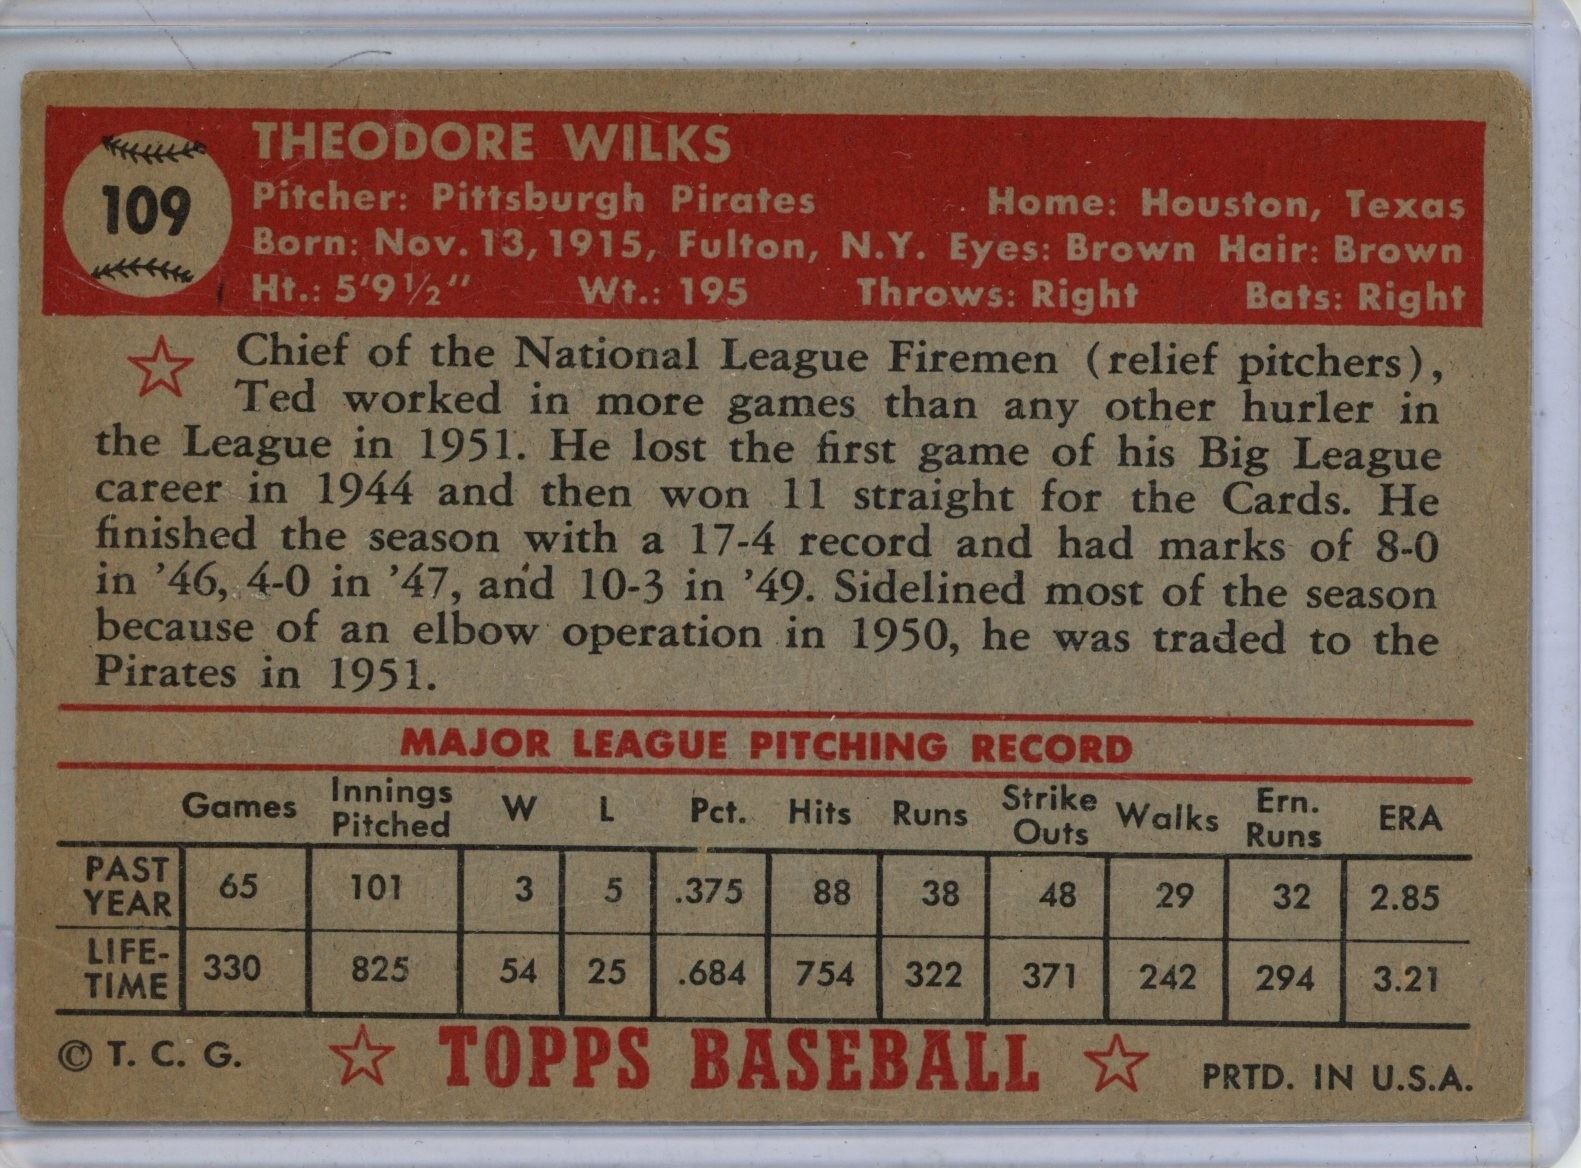 109
THEODORE WILKS
Pitcher: Pittsburgh Pirates Home: Houston, Texas
Born: Nov. 13, 1915, Fulton, N.Y. Eyes: Brown Hair: Brown
Ht.: 5'9½" Wt.: 195 Throws: Right Bats: Right
Chief of the National League Firemen (relief pitchers),
Ted worked in more games than any other hurler in
the League in 1951. He lost the first game of his Big League
career in 1944 and then won 11 straight for the Cards. He
finished the season with a 17-4 record and had marks of 8-0
in '46, 4-0 in '47, and 10-3 in '49. Sidelined most of the season
because of an elbow operation in 1950, he was traded to the
Pirates in 1951.
MAJOR LEAGUE PITCHING RECORD
Games Innings Pitched W L Pct. Hits Runs Strike Outs Walks Ern. Runs ERA
PAST YEAR 65 101 3 5 .375 88 38 48 29 32 2.85
LIFE-TIME 330 825 54 25 .684 754 322 371 242 294 3.21
© T. C. G. TOPPS BASEBALL PRTD. IN U.S.A.